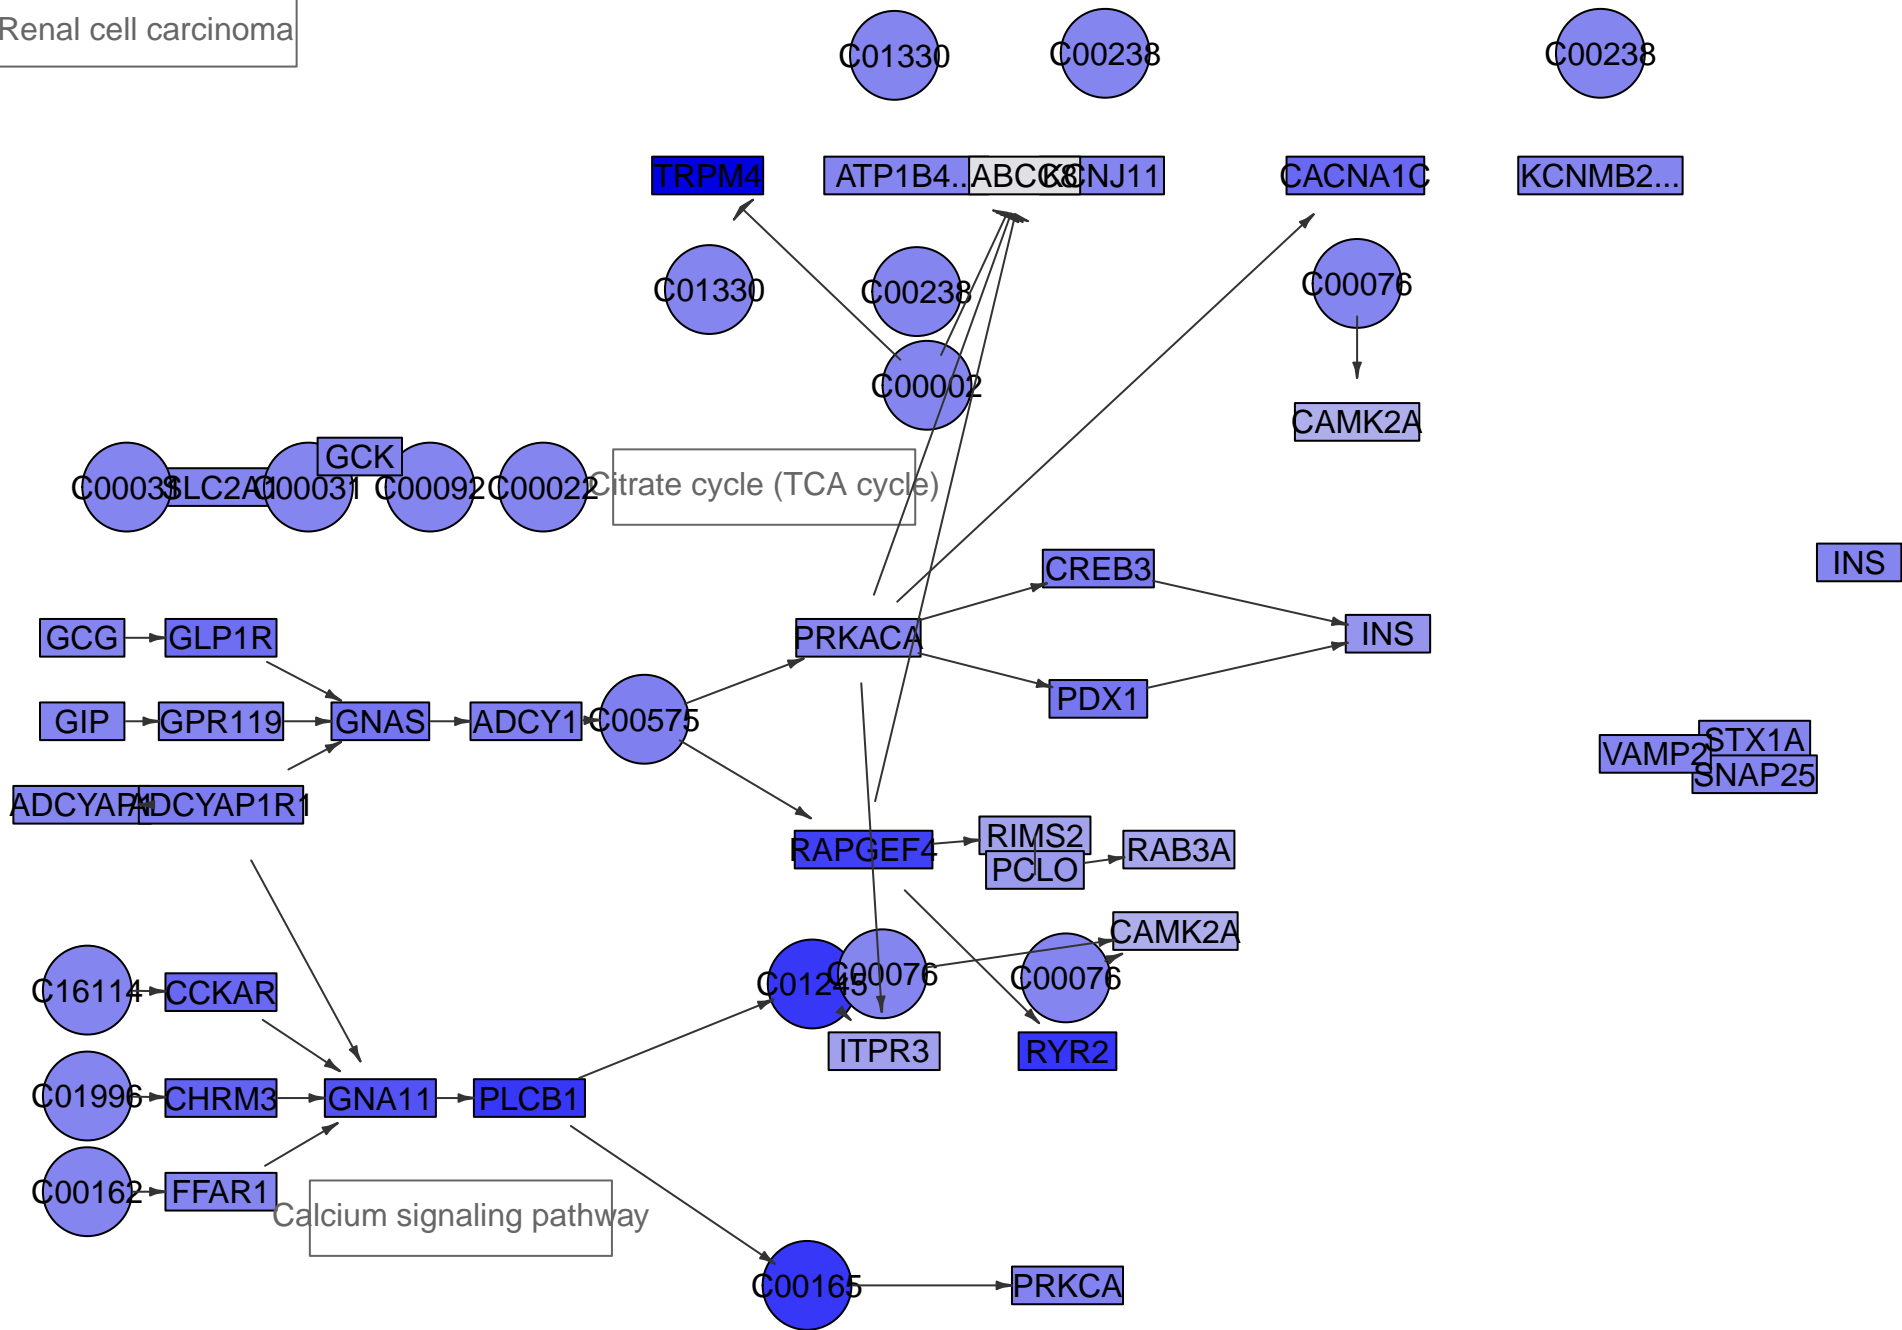 Renal cell carcinoma
C01330
C00238
C00238
TRPM4
ATP1B4...
ABCC8
KCNJ11
CACNA1C
KCNMB2...
C01330
C00238
C00076
C00002
CAMK2A
GCK
C00031
SLC2A1
C00031
C00092
C00022
Citrate cycle (TCA cycle)
CREB3
INS
GCG
GLP1R
PRKACA
INS
PDX1
GIP
GPR119
GNAS
ADCY1
C00575
STX1A
VAMP2
SNAP25
ADCYAP1
ADCYAP1R1
RAPGEF4
RIMS2
PCLO
RAB3A
CAMK2A
C16114
CCKAR
C01245
C00076
C00076
ITPR3
RYR2
C01996
CHRM3
GNA11
PLCB1
C00162
FFAR1
Calcium signaling pathway
C00165
PRKCA